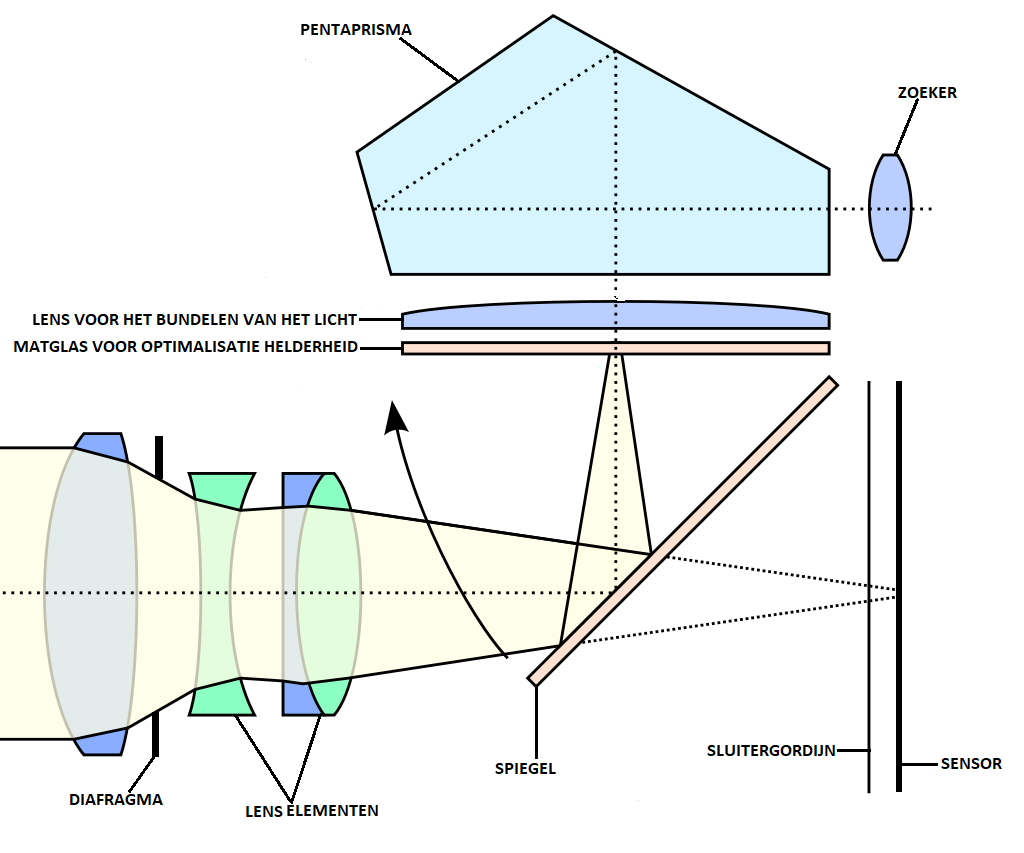 PENTAPRISMA
ZOEKER
LENS VOOR HET BUNDELEN VAN HET LICHT
MATGLAS VOOR OPTIMALISATIE HELDERHEID
SLUITERGORDIJN
SENSOR
SPIEGEL
DIAFRAGMA
LENS ELEMENTEN